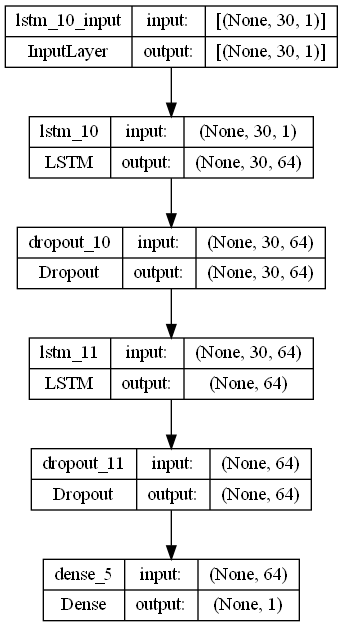 lstm_10_input input: [(None, 30, 1)]
InputLayer output: [(None, 30, 1)]
lstm_10 input: (None, 30, 1)
LSTM output: (None, 30, 64)
dropout_10 input: (None, 30, 64)
Dropout output: (None, 30, 64)
lstm_11 input: (None, 30, 64)
LSTM output: (None, 64)
dropout_11 input: (None, 64)
Dropout output: (None, 64)
dense_5 input: (None, 64)
Dense output: (None, 1)